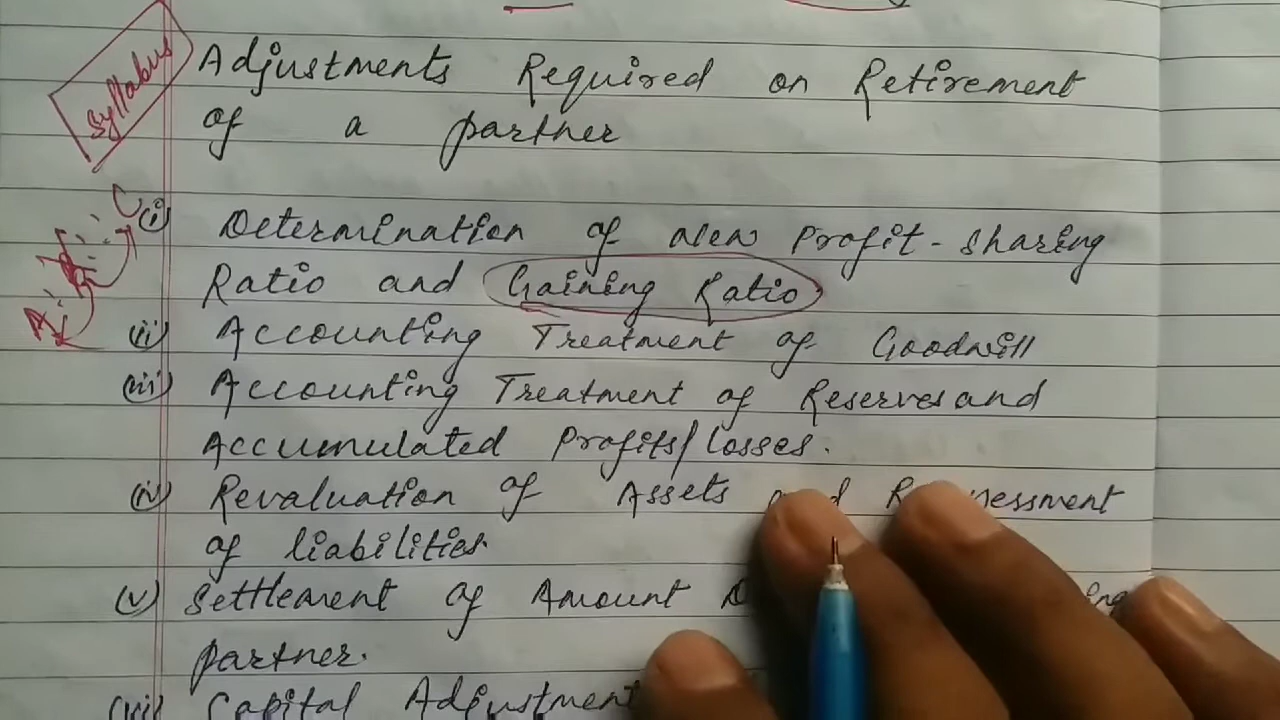 Syllabus
Adjustments Required on Retirement
of a partner
(i) Determination of New Profit-sharing
Ratio and Gaining Ratio
(ii) Accounting Treatment of Goodwill
(iii) Accounting Treatment of Reserves and
Accumulated Profits/Losses.
(iv) Revaluation of Assets and
of liabilities
(v) Settlement of Amount
partner.
Capital Adjustment